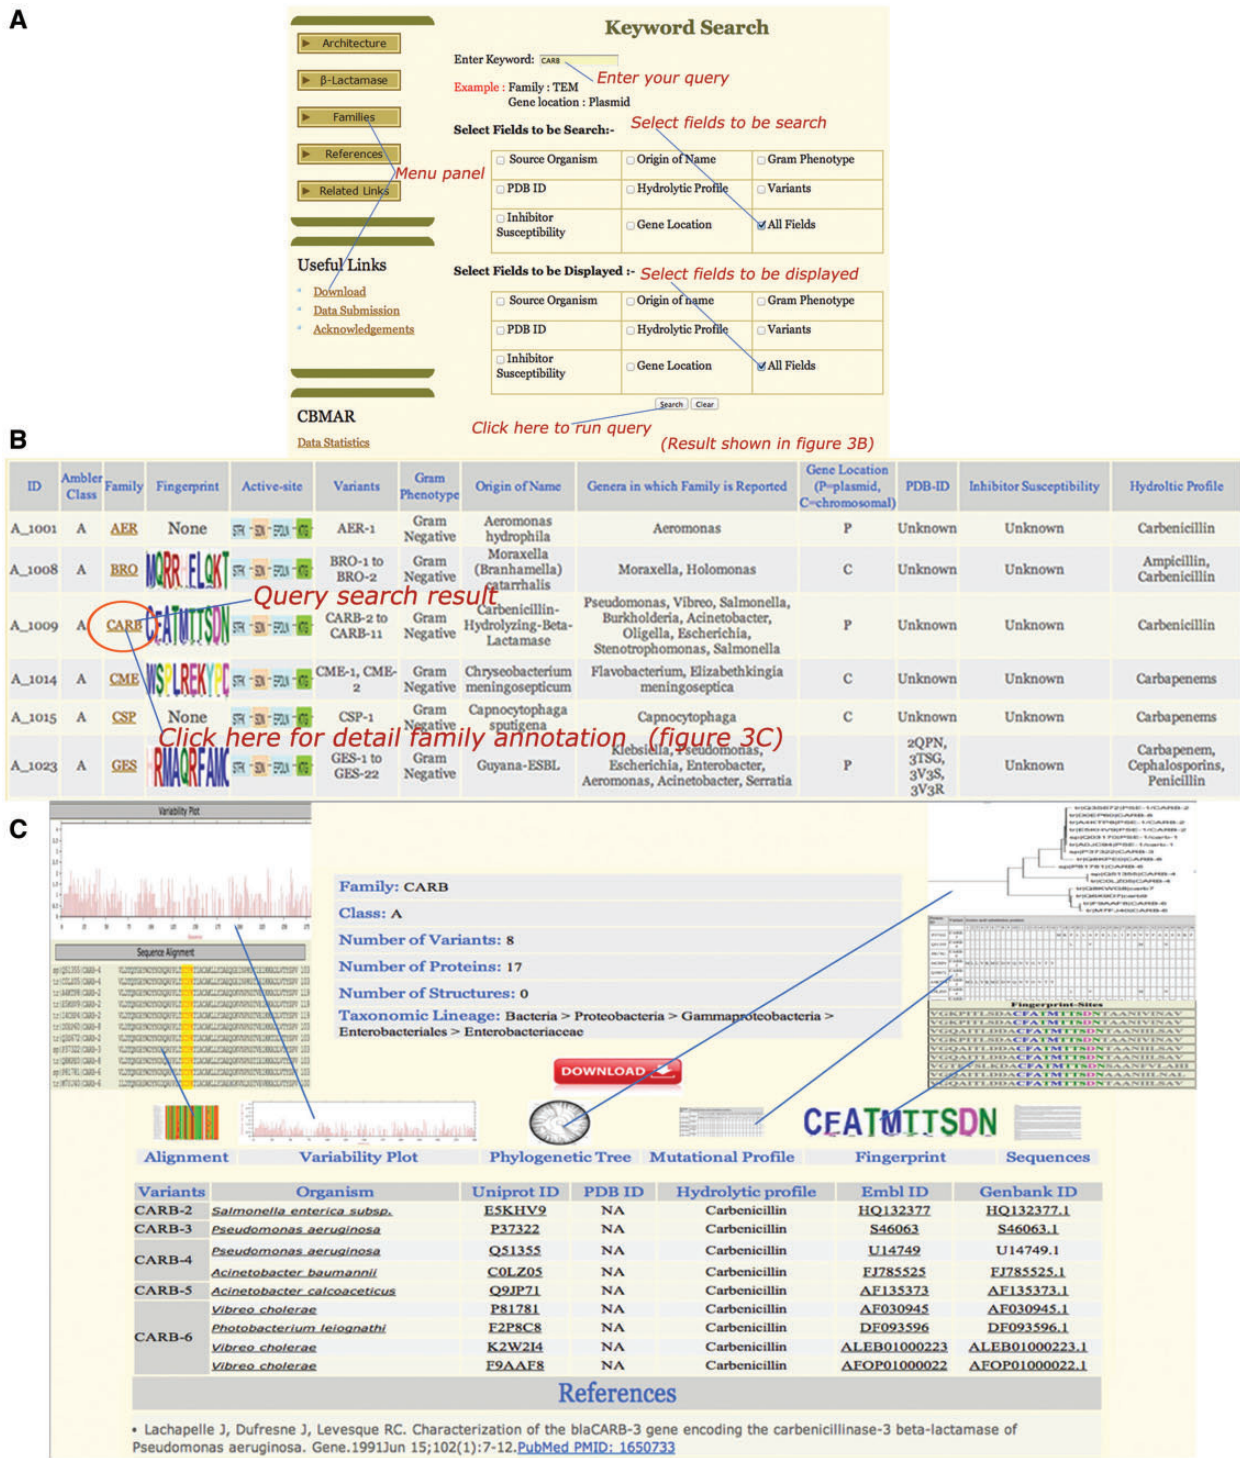 A
Keyword Search
Architecture
β-Lactamase
Families
References
Related Links
Menu panel
Useful Links
Download
Data Submission
Acknowledgements
CBMAR
Data Statistics
Enter Keyword: CARB
Enter your query
Example : Family : TEM
Gene location : Plasmid
Select Fields to be Search:-
Select fields to be search
Source Organism Origin of Name Gram Phenotype
PDB ID Hydrolytic Profile Variants
Inhibitor Susceptibility Gene Location All Fields
Select Fields to be Displayed :-
Select fields to be displayed
Source Organism Origin of name Gram Phenotype
PDB ID Hydrolytic Profile Variants
Inhibitor Susceptibility Gene Location All Fields
Search Clear
Click here to run query
(Result shown in figure 3B)
B
ID Ambler Class Family Fingerprint Active-site Variants Gram Phenotype Origin of Name Genera in which Family is Reported Gene Location (P=plasmid, C=chromosomal) PDB-ID Inhibitor Susceptibility Hydroltic Profile
A_1001 A AER None AER-1 Gram Negative Aeromonas hydrophila Aeromonas P Unknown Unknown Carbenicillin
A_1008 A BRO BRO-1 to BRO-2 Gram Negative Moraxella (Branhamella) catarrhalis Moraxella, Holomonas C Unknown Unknown Ampicillin, Carbenicillin
Query search result
A_1009 A CARB CFATMTTSDN CARB-2 to CARB-11 Gram Negative Carbenicillin-Hydrolyzing-Beta-Lactamase Pseudomonas, Vibreo, Salmonella, Burkholderia, Acinetobacter, Oligella, Escherichia, Stenotrophomonas, Salmonella P Unknown Unknown Carbenicillin
A_1014 A CME WSPLREKYPC CME-1, CME-2 Gram Negative Chryseobacterium meningosepticum Flavobacterium, Elizabethkingia meningoseptica C Unknown Unknown Carbapenems
A_1015 A CSP None CSP-1 Gram Negative Capnocytophaga sputigena Capnocytophaga C Unknown Unknown Carbapenems
Click here for detail family annotation (figure 3C)
A_1023 A GES HRMAQRFAMC GES-1 to GES-22 Gram Negative Guyana-ESBL Klebsiella, Pseudomonas, Escherichia, Enterobacter, Aeromonas, Acinetobacter, Serratia P 2QPN, 3TSG, 3V3S, 3V3R Unknown Carbapenem, Cephalosporins, Penicillin
C
Variability Plot
Sequence Alignment
Family: CARB
Class: A
Number of Variants: 8
Number of Proteins: 17
Number of Structures: 0
Taxonomic Lineage: Bacteria > Proteobacteria > Gammaproteobacteria >
Enterobacteriales > Enterobacteriaceae
DOWNLOAD
Fingerprint-Sites
CFATMTTSDN
Alignment Variability Plot Phylogenetic Tree Mutational Profile Fingerprint Sequences
Variants Organism Uniprot ID PDB ID Hydrolytic profile Embl ID Genbank ID
CARB-2 Salmonella enterica subsp. E5KHV9 NA Carbenicillin HQ132377 HQ132377.1
CARB-3 Pseudomonas aeruginosa P37322 NA Carbenicillin S46063 S46063.1
CARB-4 Pseudomonas aeruginosa Q51355 NA Carbenicillin U14749 U14749.1
Acinetobacter baumannii C0LZ05 NA Carbenicillin FJ785525 FJ785525.1
CARB-5 Acinetobacter calcoaceticus Q9JP71 NA Carbenicillin AF135373 AF135373.1
CARB-6 Vibreo cholerae P81781 NA Carbenicillin AF030945 AF030945.1
Photobacterium leiognathi F2P8C8 NA Carbenicillin DF093596 DF093596.1
Vibreo cholerae K2W2I4 NA Carbenicillin ALEB01000223 ALEB01000223.1
Vibreo cholerae F9AAF8 NA Carbenicillin AFOP01000022 AFOP01000022.1
References
• Lachapelle J, Dufresne J, Levesque RC. Characterization of the blaCARB-3 gene encoding the carbenicillinase-3 beta-lactamase of
Pseudomonas aeruginosa. Gene.1991Jun 15;102(1):7-12.PubMed PMID: 1650733